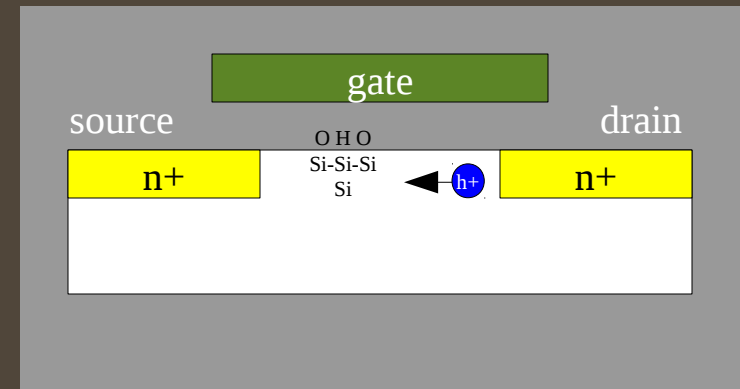 gate
source
drain
O H O
Si-Si-Si
Si
n+
h+
n+